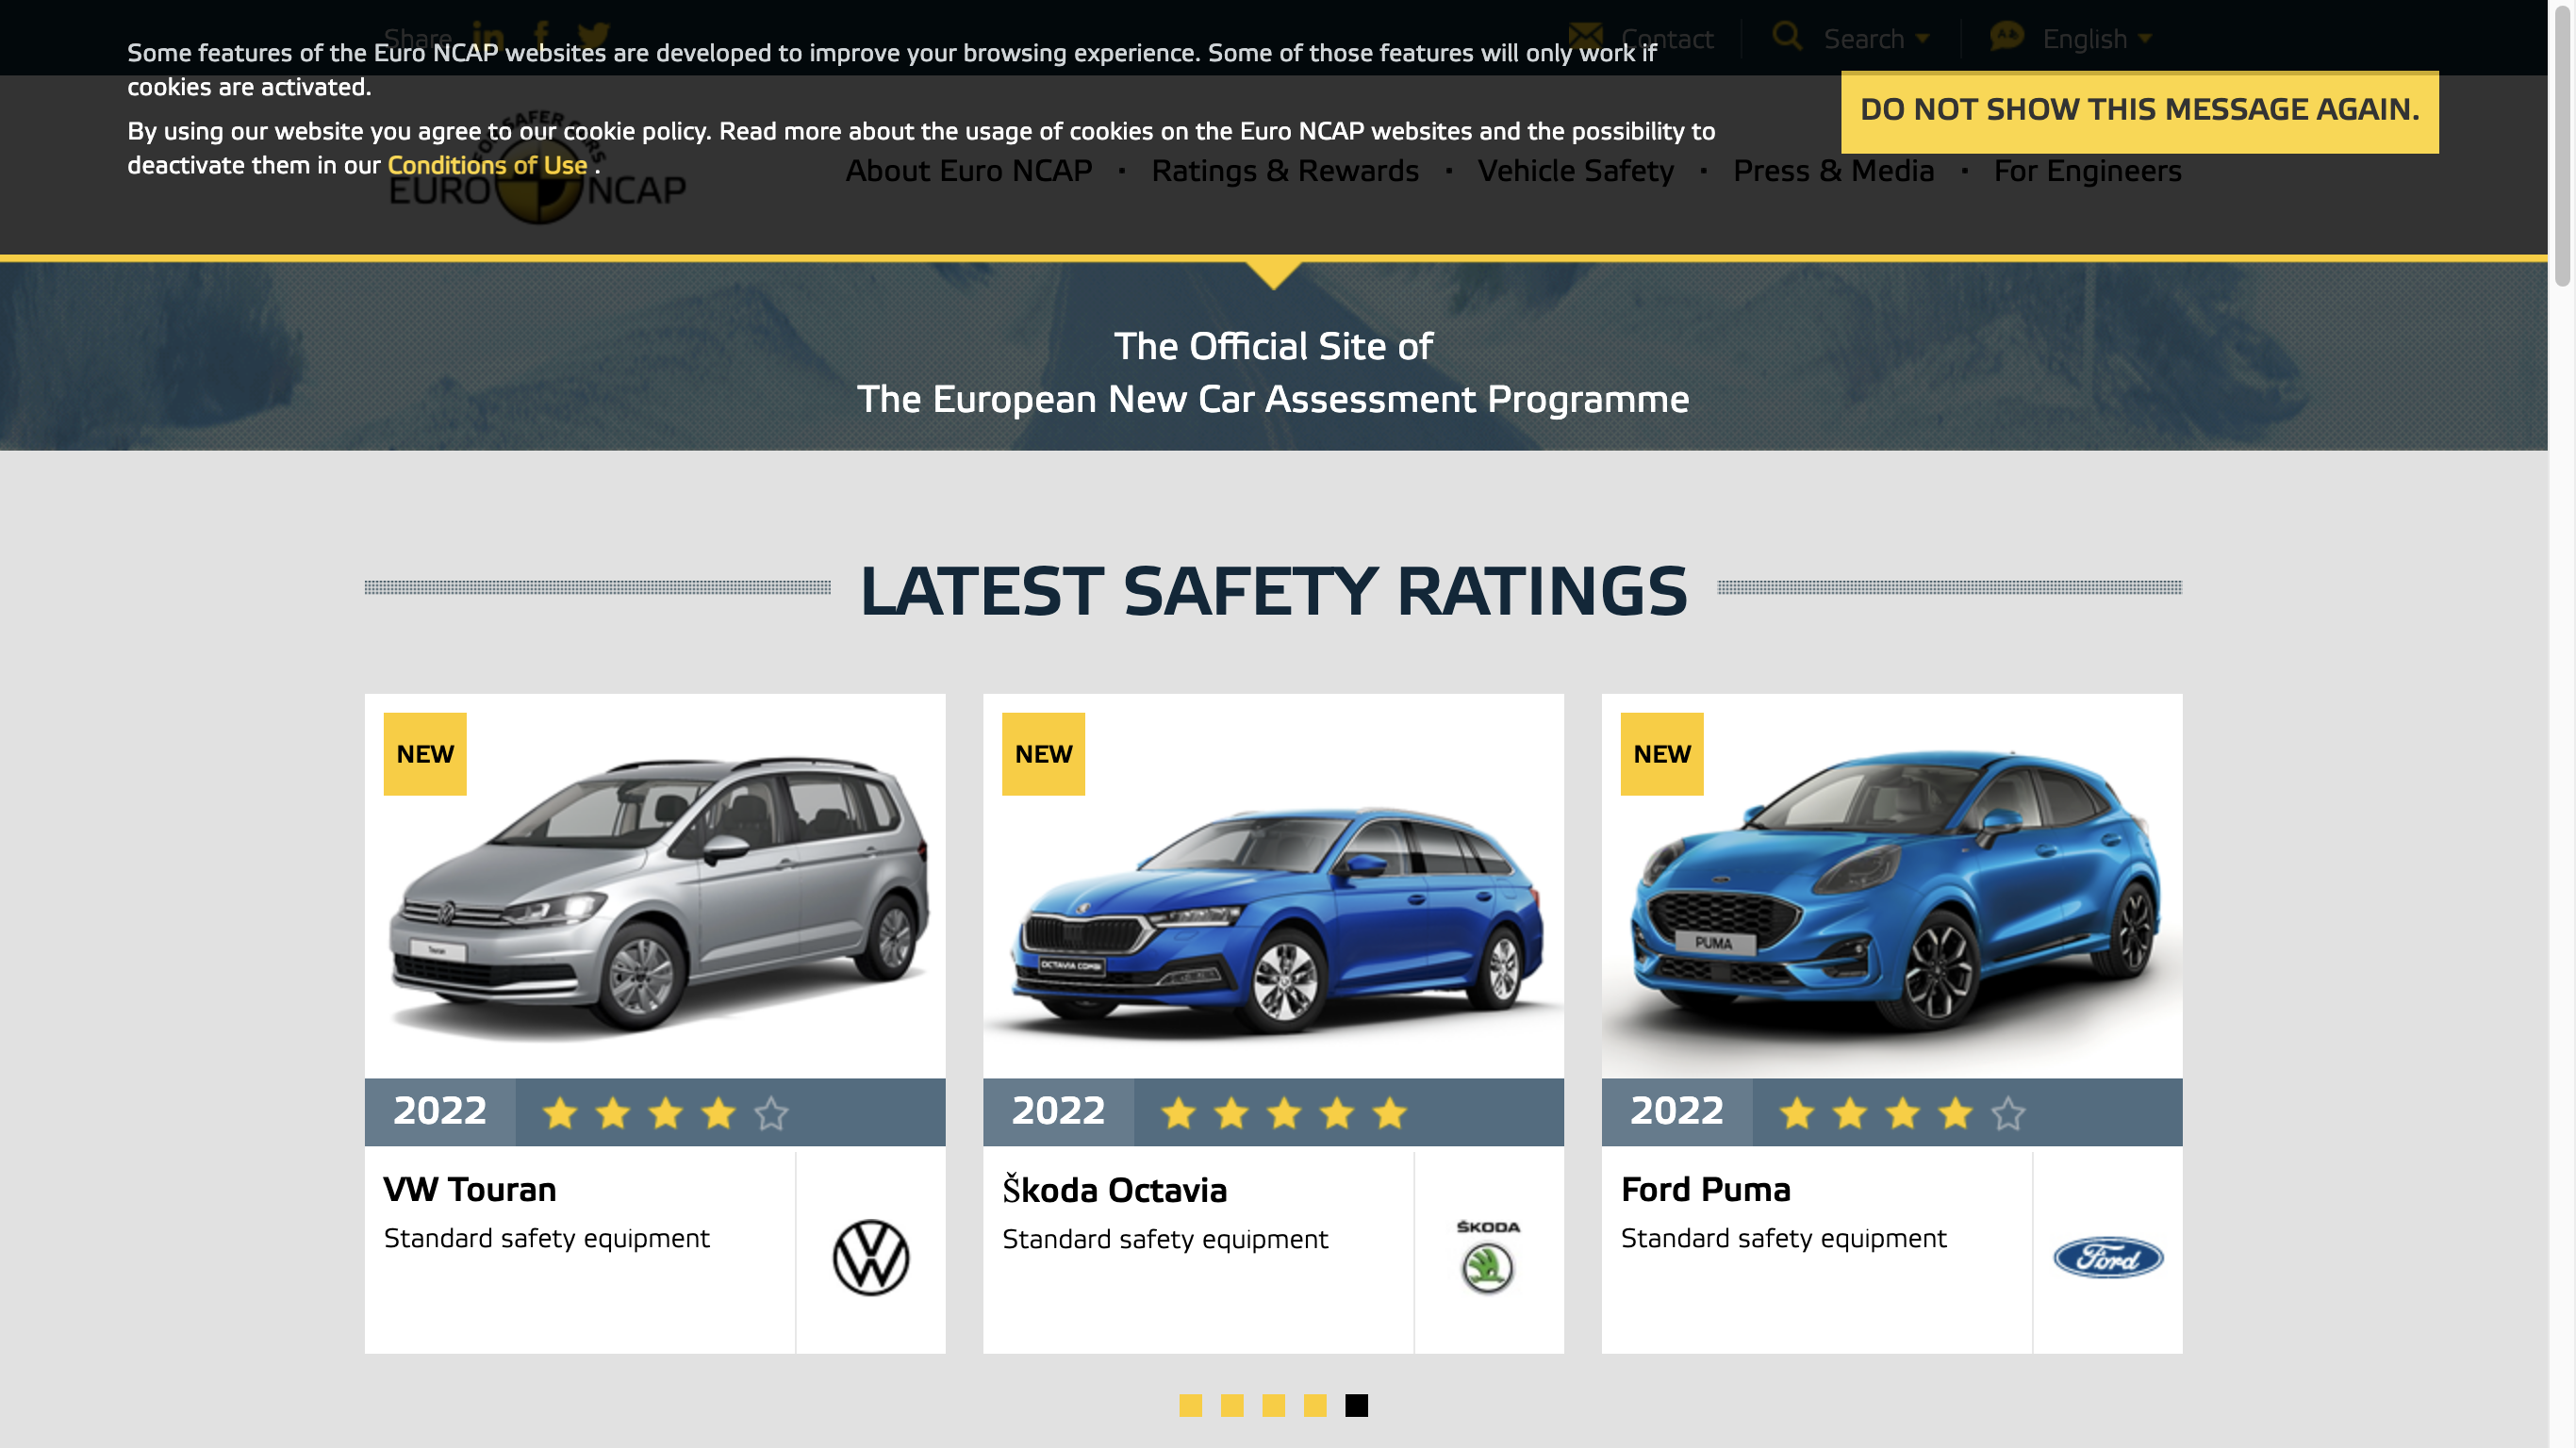 Share
Contact
Search
English
Some features of the Euro NCAP websites are developed to improve your browsing experience. Some of those features will only work if
cookies are activated.
DO NOT SHOW THIS MESSAGE AGAIN.
By using our website you agree to our cookie policy. Read more about the usage of cookies on the Euro NCAP websites and the possibility to
deactivate them in our Conditions of Use .
FOR SAFER CARS
EURO NCAP
About Euro NCAP · Ratings & Rewards · Vehicle Safety · Press & Media · For Engineers
The Official Site of
The European New Car Assessment Programme
LATEST SAFETY RATINGS
NEW
Touran
2022
VW Touran
Standard safety equipment
NEW
OCTAVIA COMBI
2022
Škoda Octavia
Standard safety equipment
ŠKODA
NEW
PUMA
2022
Ford Puma
Standard safety equipment
Ford